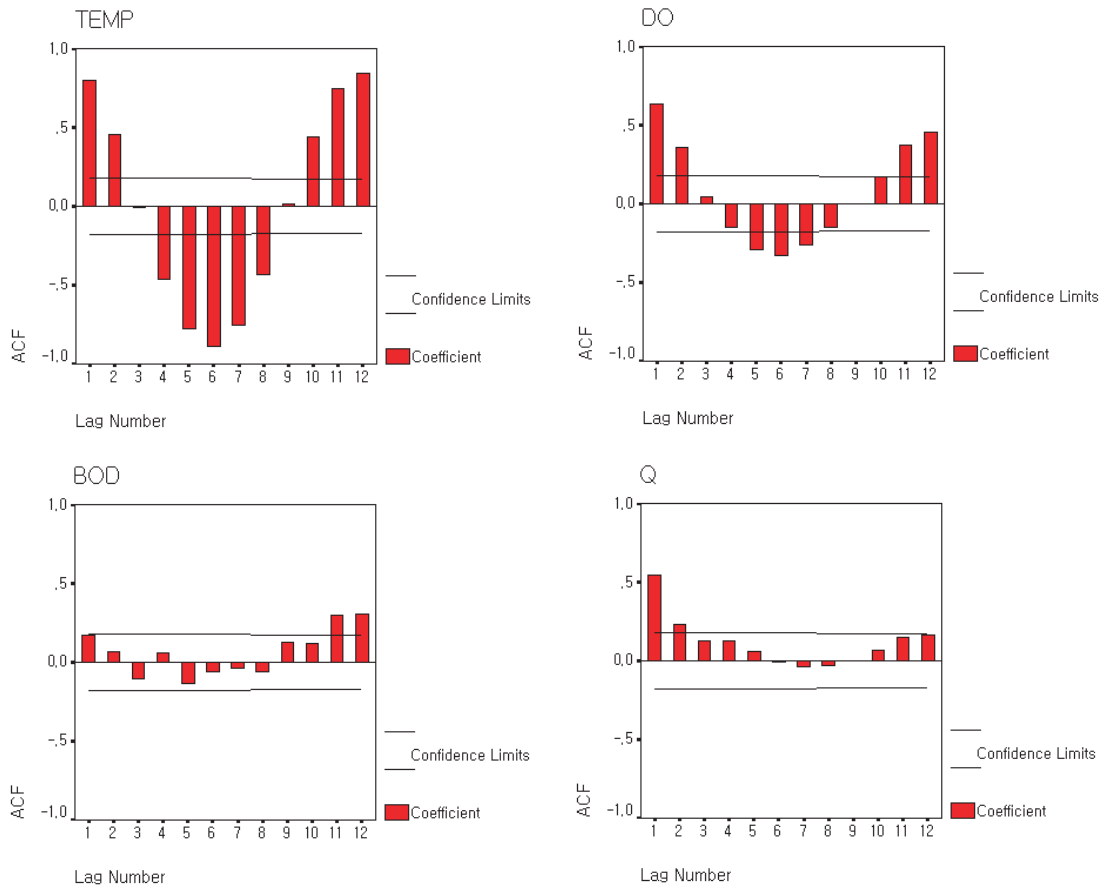 TEMP
1,0
,5
0,0
-,5
-1,0
ACF
1 2 3 4 5 6 7 8 9 10 11 12
Lag Number
Confidence Limits
Coefficient
DO
1,0
,5
0,0
-,5
-1,0
ACF
1 2 3 4 5 6 7 8 9 10 11 12
Lag Number
Confidence Limits
Coefficient
BOD
1,0
,5
0,0
-,5
-1,0
ACF
1 2 3 4 5 6 7 8 9 10 11 12
Lag Number
Confidence Limits
Coefficient
Q
1,0
,5
0,0
-,5
-1,0
ACF
1 2 3 4 5 6 7 8 9 10 11 12
Lag Number
Confidence Limits
Coefficient